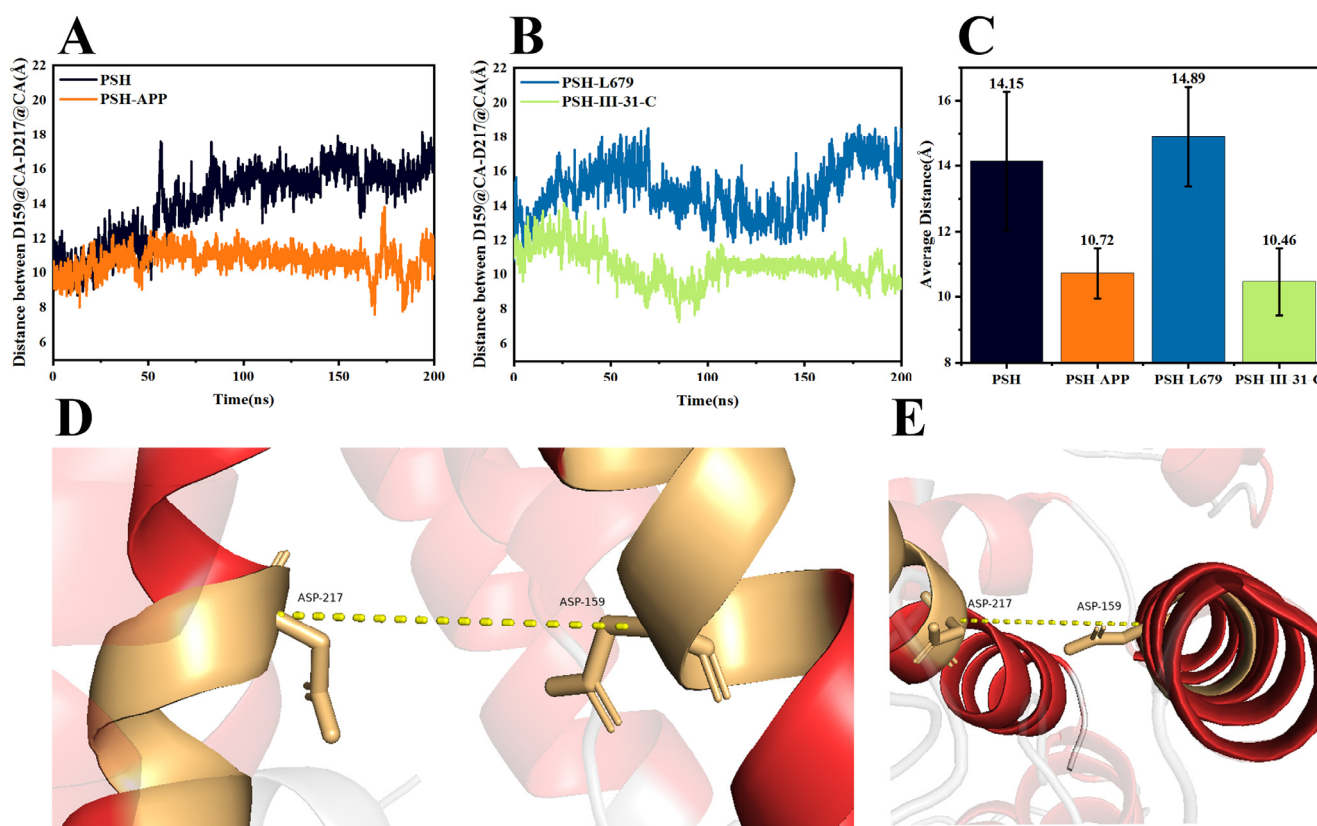 A
Distance between D159@CA-D217@CA(Å)
22
20
18
16
14
12
10
8
6
PSH
PSH-APP
0
50
100
150
200
Time(ns)
B
Distance between D159@CA-D217@CA(Å)
22
20
18
16
14
12
10
8
6
PSH-L679
PSH-III-31-C
0
50
100
150
200
Time(ns)
C
Average Distance(Å)
16
14
12
10
8
14.15
10.72
14.89
10.46
PSH
PSH-APP
PSH-L679
PSH-III-31-C
D
ASP-217
ASP-159
E
ASP-217
ASP-159